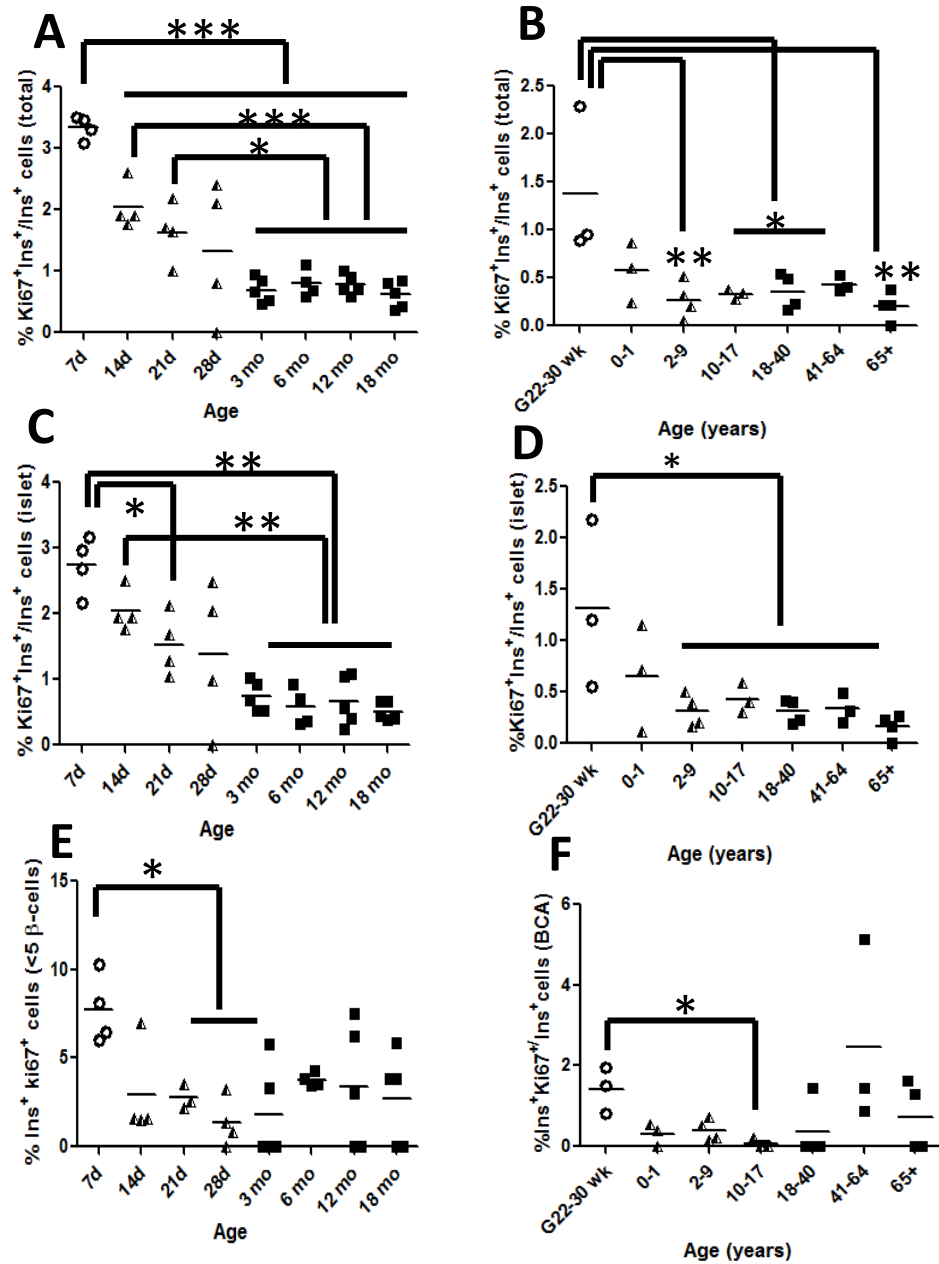 A
***
% Ki67+Ins+/Ins+ cells (total)
4
3
2
1
0
***
*
7d
14d
21d
28d
3 mo
6 mo
12 mo
18 mo
Age
B
% Ki67+Ins+/Ins+ cells (total)
2.5
2.0
1.5
1.0
0.5
0.0
**
*
**
G22-30 wk
0-1
2-9
10-17
18-40
41-64
65+
Age (years)
C
% Ki67+Ins+/Ins+ cells (islet)
4
3
2
1
0
**
*
**
7d
14d
21d
28d
3 mo
6 mo
12 mo
18 mo
Age
D
%Ki67+Ins+/Ins+ cells (islet)
2.5
2.0
1.5
1.0
0.5
0.0
*
G22-30 wk
0-1
2-9
10-17
18-40
41-64
65+
Age (years)
E
% Ins+ ki67+ cells (<5 β-cells)
15
10
5
0
*
7d
14d
21d
28d
3 mo
6 mo
12 mo
18 mo
Age
F
%Ins+Ki67+/Ins+cells (BCA)
6
4
2
0
*
G22-30 wk
0-1
2-9
10-17
18-40
41-64
65+
Age (years)